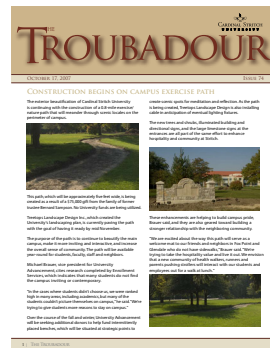 CARDINAL STRITCH
UNIVERSITY
THE
TROUBADOUR
OCTOBER 17, 2007
ISSUE 74
CONSTRUCTION BEGINS ON CAMPUS EXERCISE PATH
The exterior beautification of Cardinal Stritch University
is continuing with the construction of a 0.8-mile exercise/
nature path that will meander through scenic locales on the
perimeter of campus.
This path, which will be approximately five feet wide, is being
created as a result of a $75,000 gift from the family of former
trustee Bernard Sampson. No University funds are being utilized.
Treetops Landscape Design Inc., which created the
University's landscaping plan, is currently paving the path
with the goal of having it ready by mid November.
The purpose of the path is to continue to beautify the main
campus, make it more inviting and interactive, and increase
the overall sense of community. The path will be available
year round for students, faculty, staff and neighbors.
Michael Brauer, vice president for University
Advancement, cites research completed by Enrollment
Services, which indicates that many students do not find
the campus inviting or contemporary.
"In the cases where students didn't choose us, we were ranked
high in many areas, including academics, but many of the
students couldn't picture themselves on campus," he said. "We're
trying to give students more reasons to stay on campus."
Over the course of the fall and winter, University Advancement
will be seeking additional donors to help fund intermittently
placed benches, which will be situated at strategic points to
create scenic spots for meditation and reflection. As the path
is being created, Treetops Landscape Design is also including
cable in anticipation of eventual lighting fixtures.
The new trees and shrubs, illuminated building and
directional signs, and the large limestone signs at the
entrances are all part of the same effort to enhance
hospitality and community at Stritch.
These enhancements are helping to build campus pride,
Brauer said, and they are also geared toward building a
stronger relationship with the neighboring community.
"We are excited about the way this path will serve as a
welcome mat to our friends and neighbors in Fox Point and
Glendale who do not have sidewalks," Brauer said. "We're
trying to take the hospitality value and live it out. We envision
that a new community of health walkers, runners and
parents pushing strollers will interact with our students and
employees out for a walk at lunch."
1 | THE TROUBADOUR